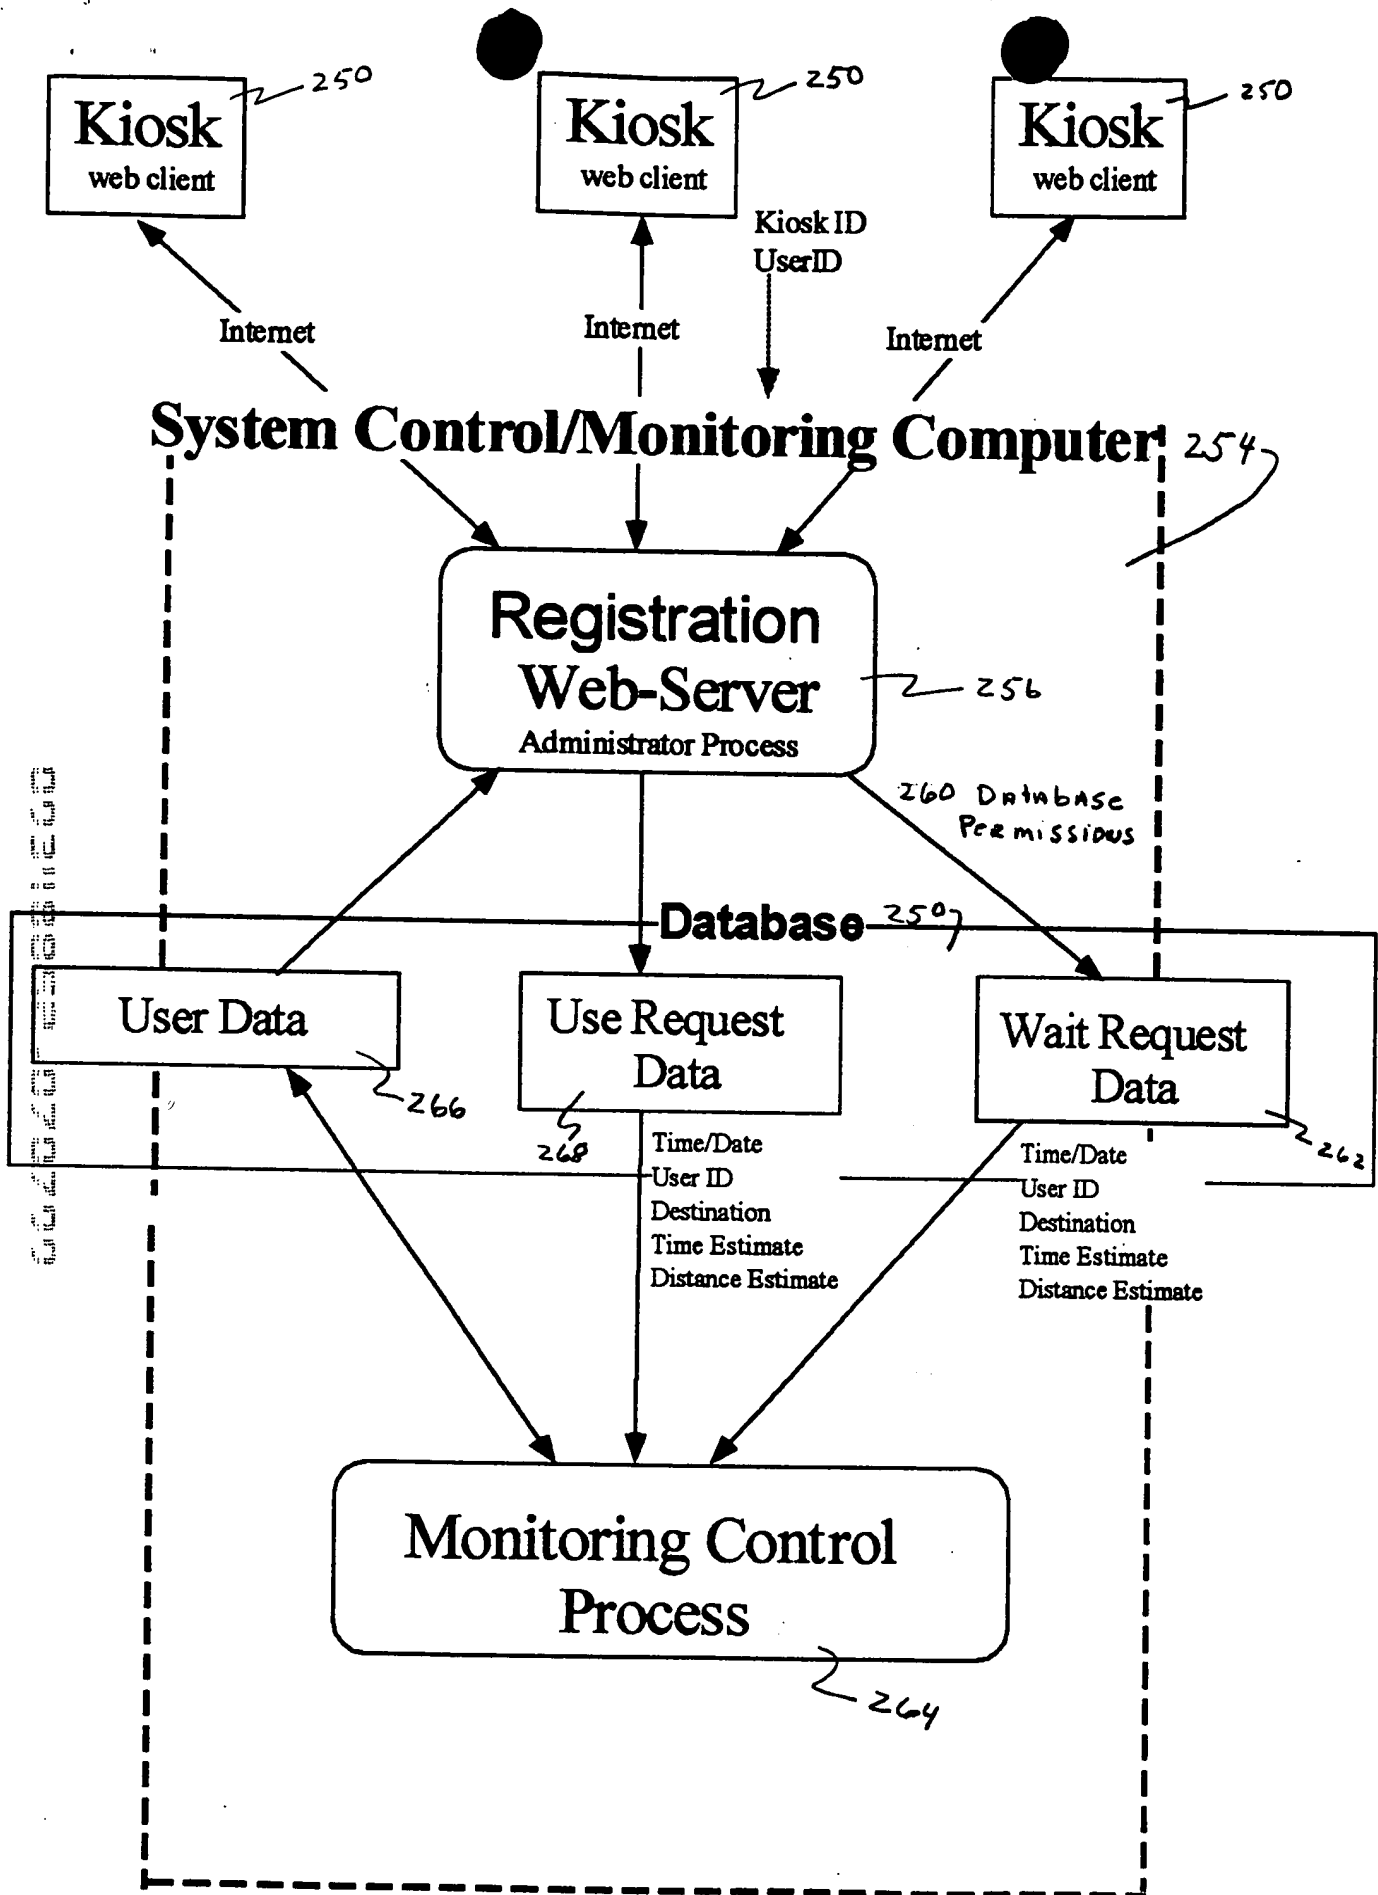 250
250
250
Kiosk
web client
Kiosk
web client
Kiosk
web client
Kiosk ID
UserID
Internet
Internet
Internet
System Control/Monitoring Computer
254
Registration
Web-Server
Administrator Process
256
260 Database
Permissions
Database
250
User Data
266
Use Request
Data
268
Wait Request
Data
262
Time/Date
User ID
Destination
Time Estimate
Distance Estimate
Time/Date
User ID
Destination
Time Estimate
Distance Estimate
Monitoring Control
Process
264